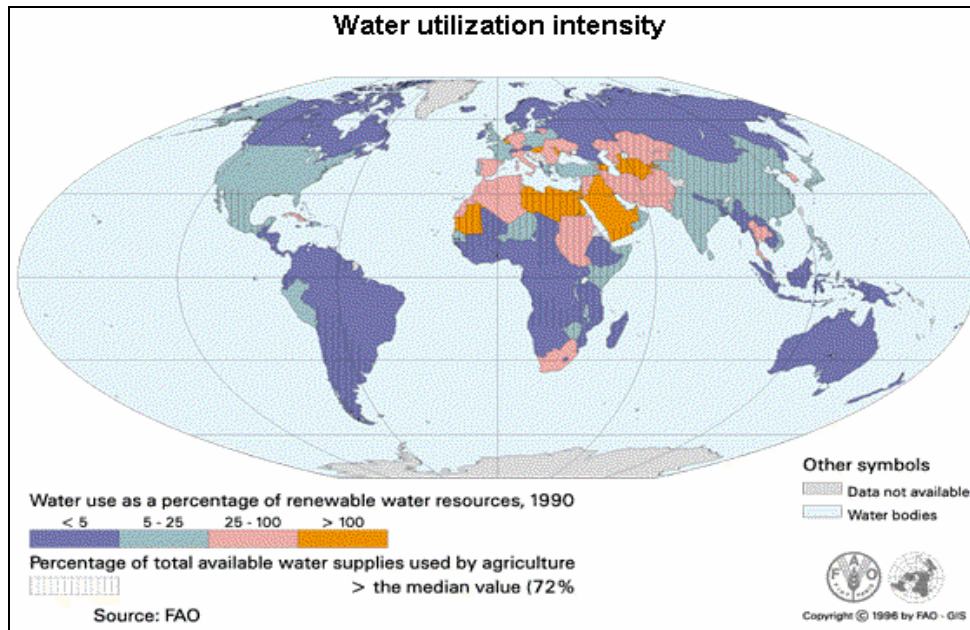 Water utilization intensity
Water use as a percentage of renewable water resources, 1990
< 5 5 - 25 25 - 100 > 100
Percentage of total available water supplies used by agriculture
> the median value (72%
Source: FAO
Other symbols
Data not available
Water bodies
F A O
Copyright © 1996 by FAO - GIS